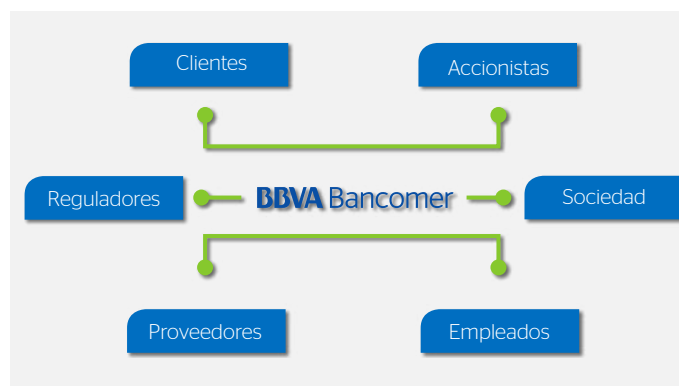 Clientes
Accionistas
Reguladores
BBVA Bancomer
Sociedad
Proveedores
Empleados